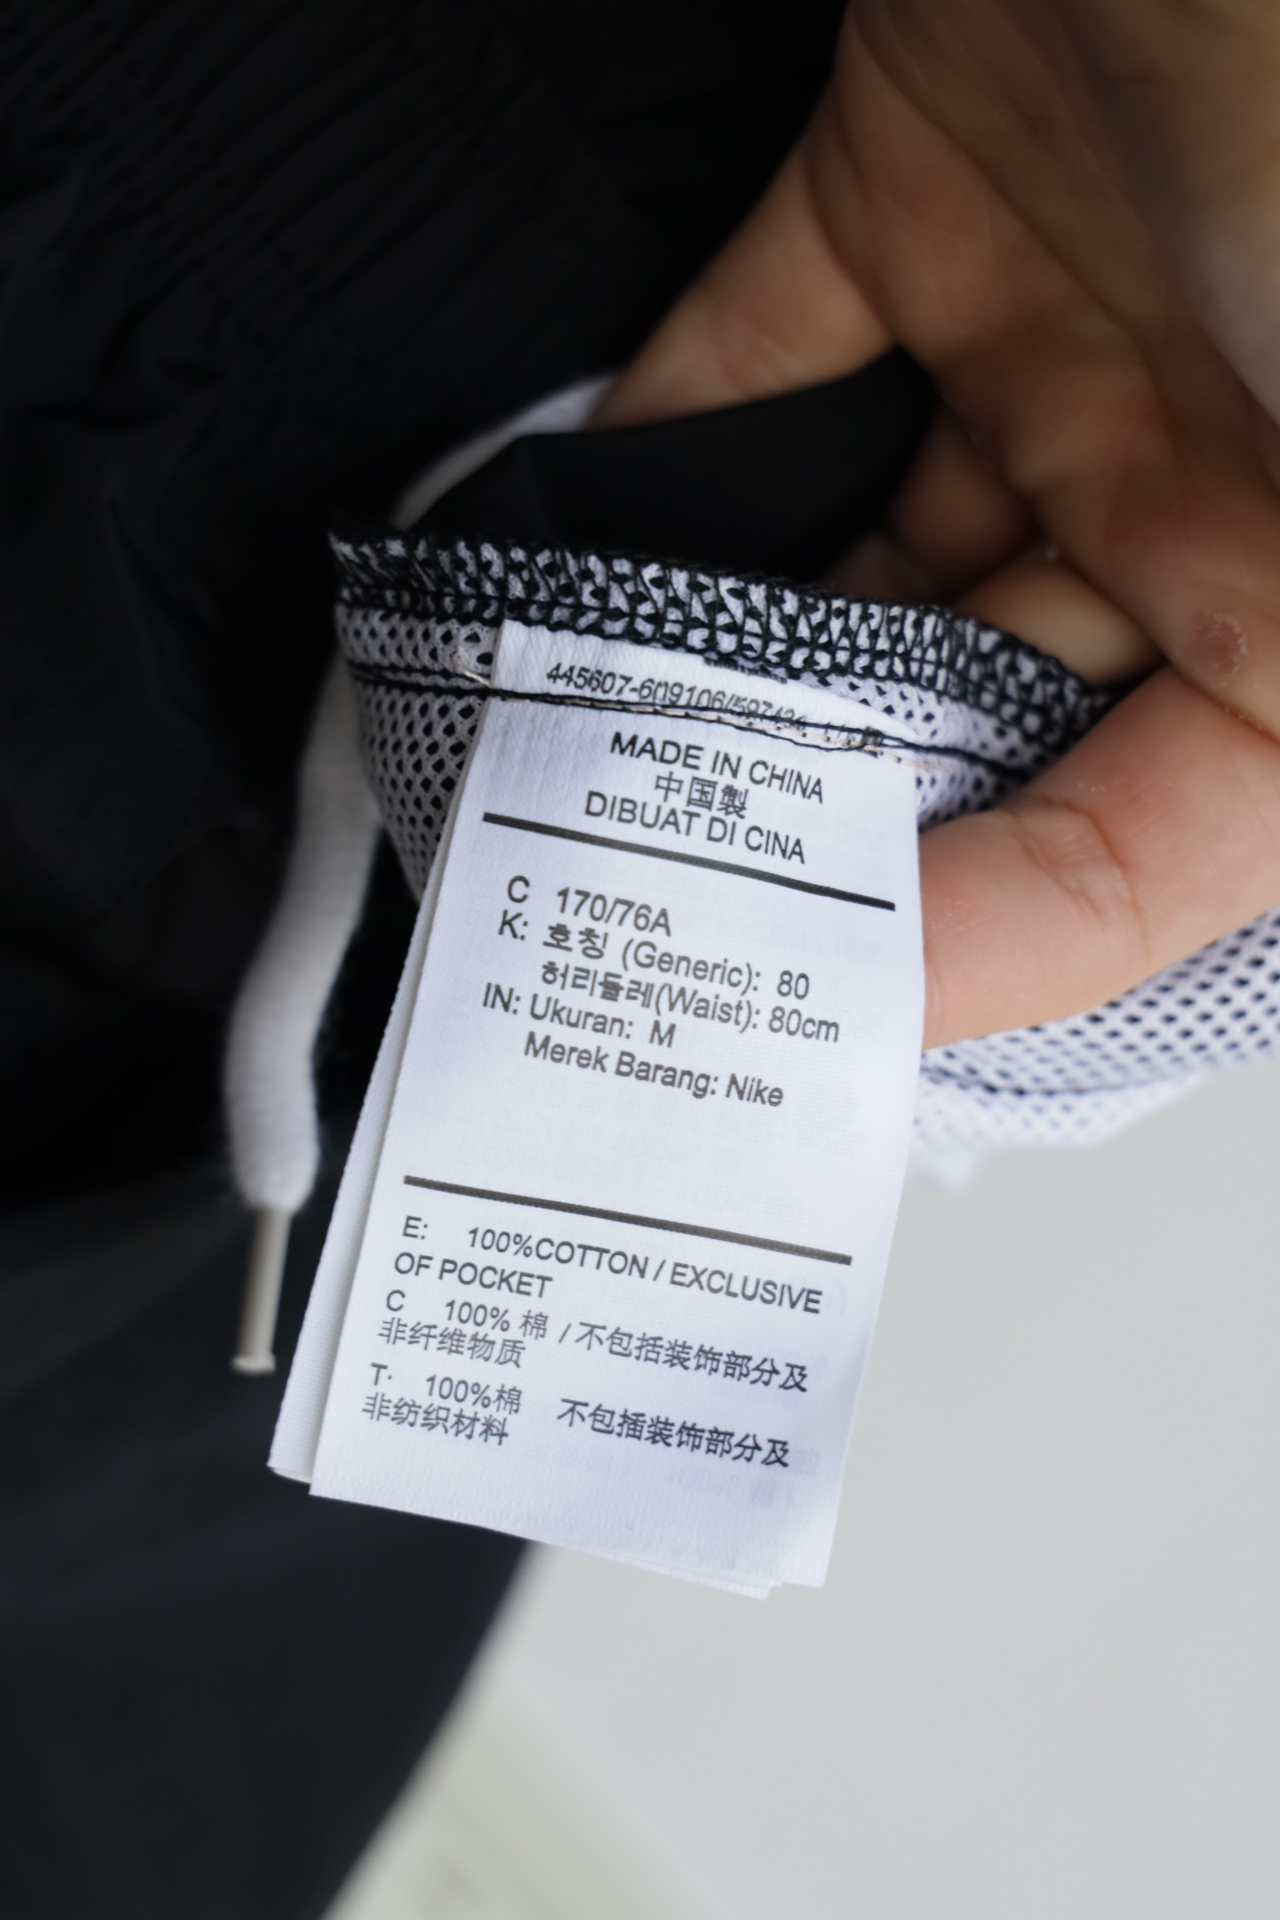 MADE IN CHINA
中国製
DIBUAT DI CINA
C 170/76A
K: 호칭 (Generic): 80
허리둘레(Waist): 80cm
IN: Ukuran: M
Merek Barang: Nike
E: 100%COTTON / EXCLUSIVE
OF POCKET
C 100% 棉 / 不包括装饰部分及
非纤维物质
T· 100%棉 不包插装饰部分及
非纺织材料